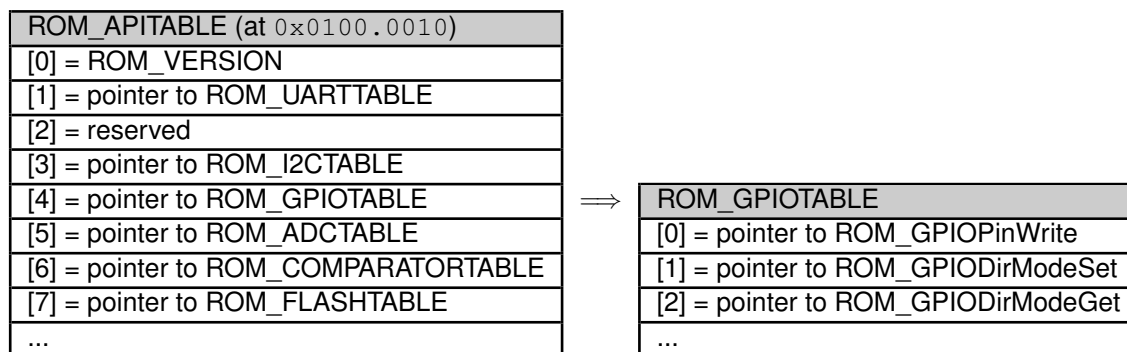 ROM_APITABLE (at 0x0100.0010)
[0] = ROM_VERSION
[1] = pointer to ROM_UARTTABLE
[2] = reserved
[3] = pointer to ROM_I2CTABLE
[4] = pointer to ROM_GPIOTABLE
[5] = pointer to ROM_ADCTABLE
[6] = pointer to ROM_COMPARATORTABLE
[7] = pointer to ROM_FLASHTABLE
...
⟹
ROM_GPIOTABLE
[0] = pointer to ROM_GPIOPinWrite
[1] = pointer to ROM_GPIODirModeSet
[2] = pointer to ROM_GPIODirModeGet
...